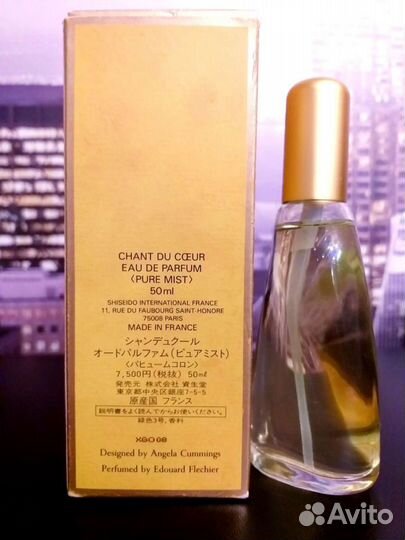 CHANT DU CŒUR
EAU DE PARFUM
〈PURE MIST〉
50ml
SHISEIDO INTERNATIONAL FRANCE
11, RUE DU FAUBOURG SAINT-HONORE
75008 PARIS
MADE IN FRANCE
シャンデュクール
オードパルファム(ピュアミスト)
〈パヒュームコロン〉
7,500円(税抜) 50ml
発売元 株式会社 資生堂
東京都中央区銀座7-5-5
原産国 フランス
説明書をよく読んでからお使いください。
緑色3号, 香料
XGO08
Designed by Angela Cummings
Perfumed by Edouard Flechier
Avito